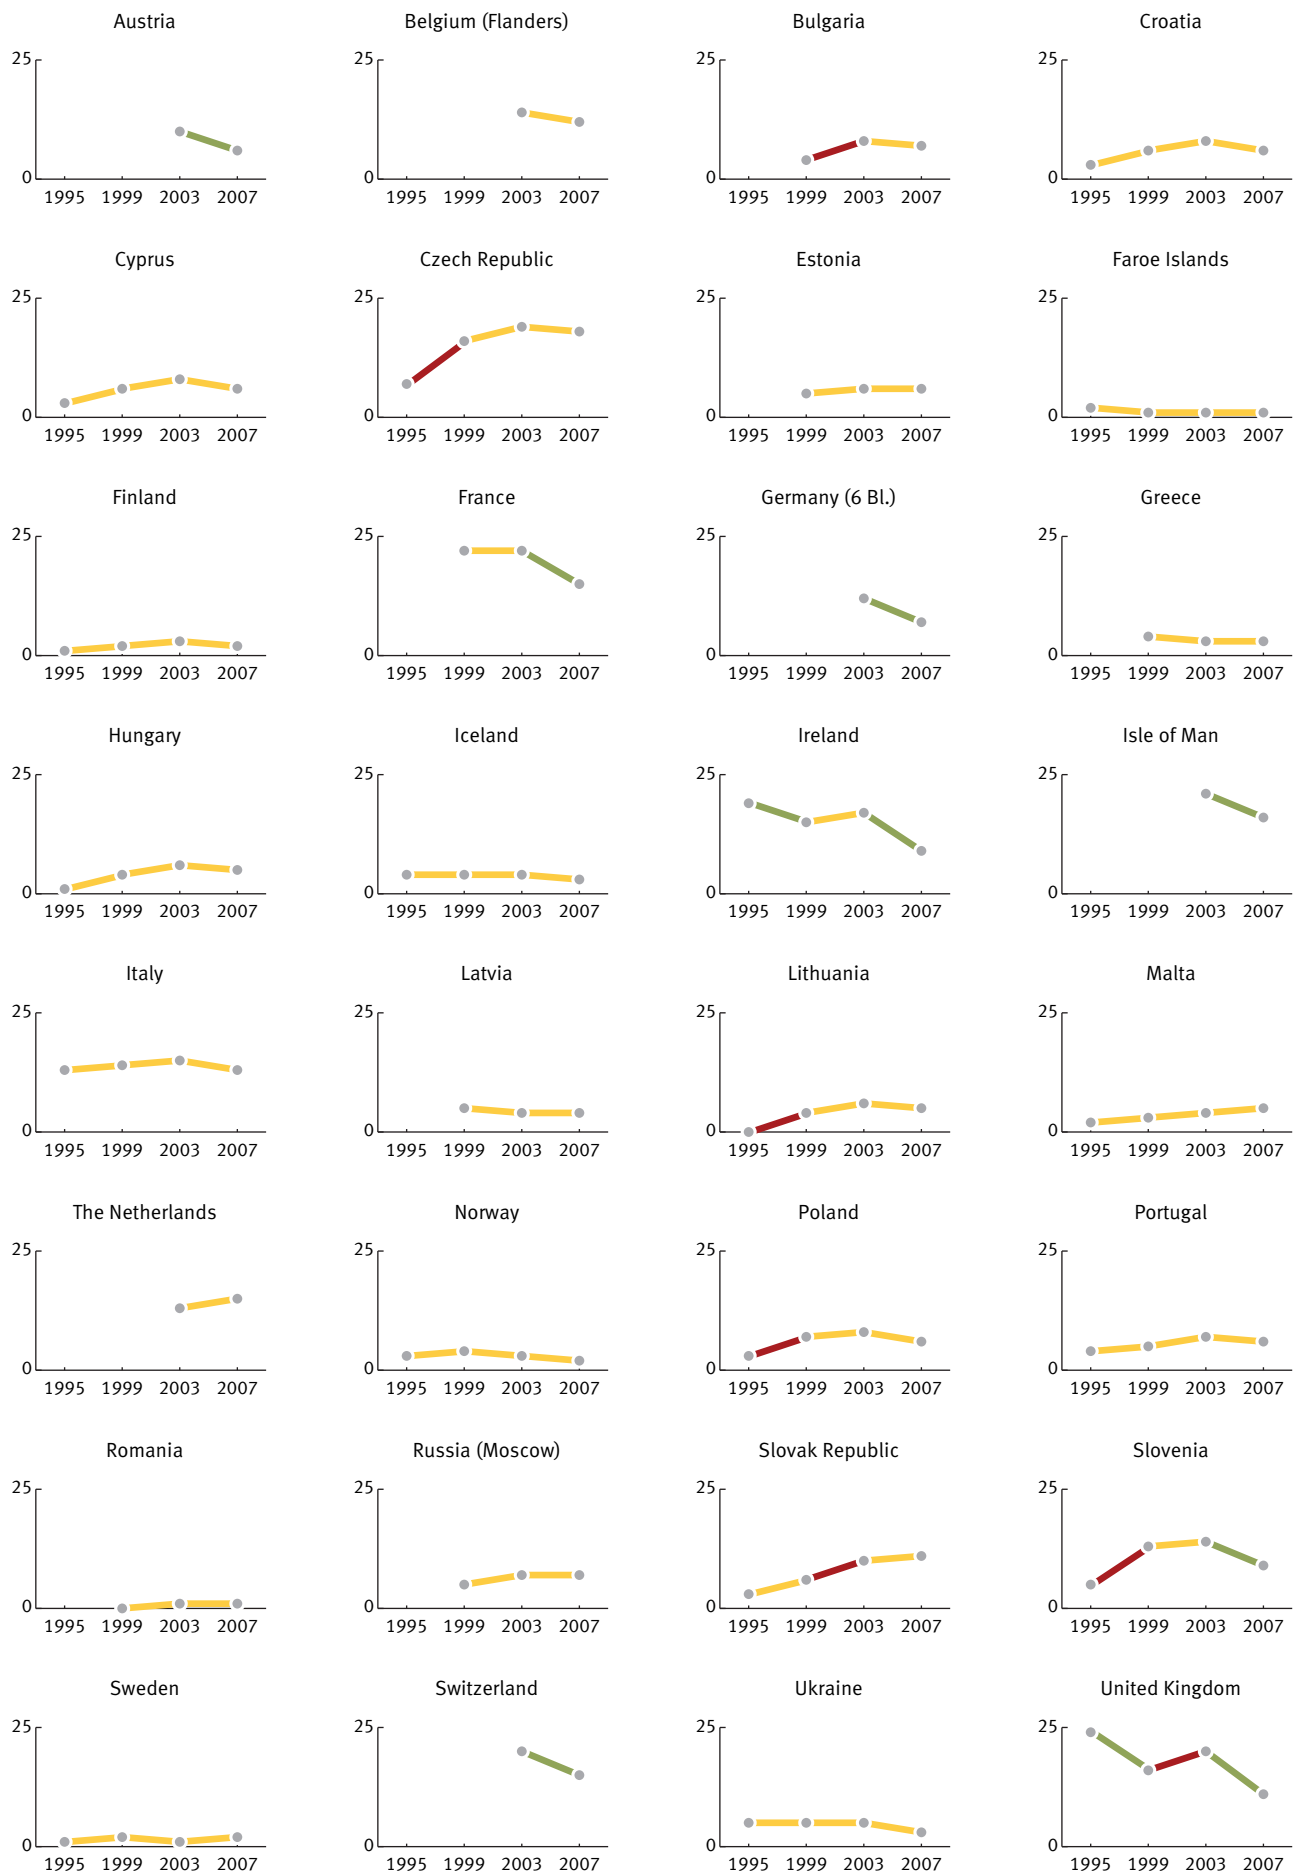 Austria Belgium (Flanders) Bulgaria Croatia
25 25 25 25
0 0 0 0
1995 1999 2003 2007 1995 1999 2003 2007 1995 1999 2003 2007 1995 1999 2003 2007
Cyprus Czech Republic Estonia Faroe Islands
25 25 25 25
0 0 0 0
1995 1999 2003 2007 1995 1999 2003 2007 1995 1999 2003 2007 1995 1999 2003 2007
Finland France Germany (6 Bl.) Greece
25 25 25 25
0 0 0 0
1995 1999 2003 2007 1995 1999 2003 2007 1995 1999 2003 2007 1995 1999 2003 2007
Hungary Iceland Ireland Isle of Man
25 25 25 25
0 0 0 0
1995 1999 2003 2007 1995 1999 2003 2007 1995 1999 2003 2007 1995 1999 2003 2007
Italy Latvia Lithuania Malta
25 25 25 25
0 0 0 0
1995 1999 2003 2007 1995 1999 2003 2007 1995 1999 2003 2007 1995 1999 2003 2007
The Netherlands Norway Poland Portugal
25 25 25 25
0 0 0 0
1995 1999 2003 2007 1995 1999 2003 2007 1995 1999 2003 2007 1995 1999 2003 2007
Romania Russia (Moscow) Slovak Republic Slovenia
25 25 25 25
0 0 0 0
1995 1999 2003 2007 1995 1999 2003 2007 1995 1999 2003 2007 1995 1999 2003 2007
Sweden Switzerland Ukraine United Kingdom
25 25 25 25
0 0 0 0
1995 1999 2003 2007 1995 1999 2003 2007 1995 1999 2003 2007 1995 1999 2003 2007